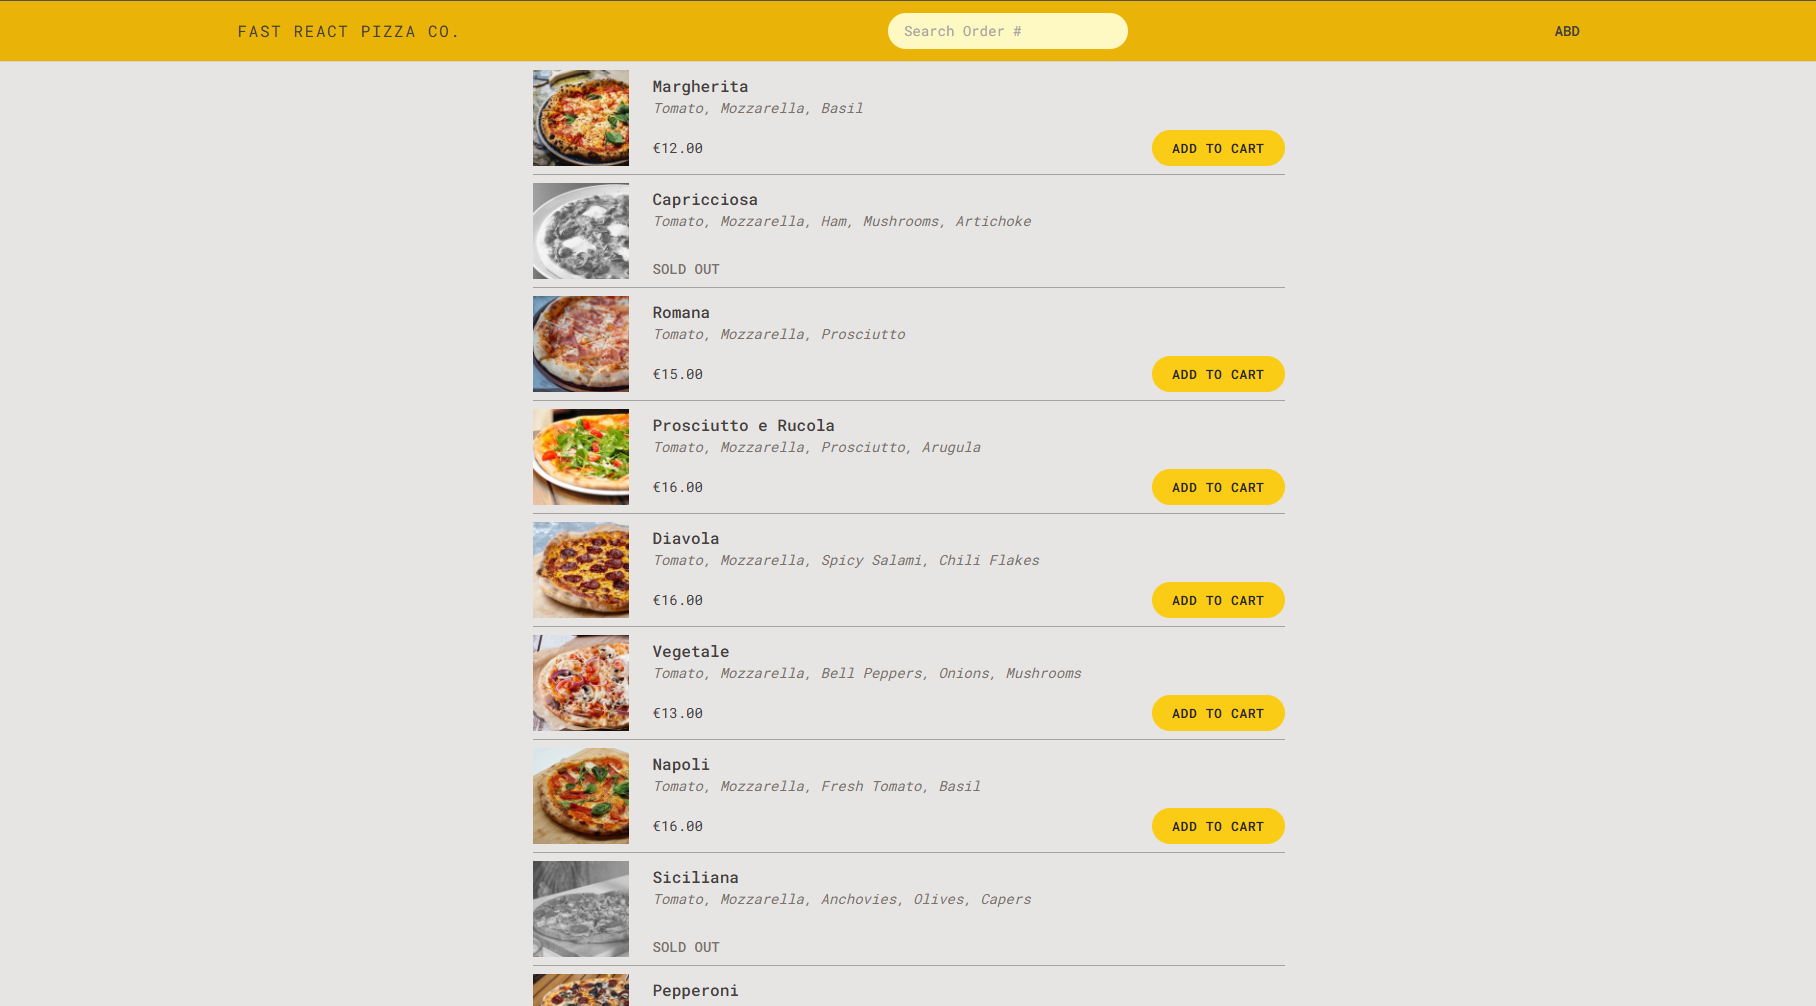 FAST REACT PIZZA CO.
Search Order #
ABD
Margherita
Tomato, Mozzarella, Basil
€12.00
ADD TO CART
Capricciosa
Tomato, Mozzarella, Ham, Mushrooms, Artichoke
SOLD OUT
Romana
Tomato, Mozzarella, Prosciutto
€15.00
ADD TO CART
Prosciutto e Rucola
Tomato, Mozzarella, Prosciutto, Arugula
€16.00
ADD TO CART
Diavola
Tomato, Mozzarella, Spicy Salami, Chili Flakes
€16.00
ADD TO CART
Vegetale
Tomato, Mozzarella, Bell Peppers, Onions, Mushrooms
€13.00
ADD TO CART
Napoli
Tomato, Mozzarella, Fresh Tomato, Basil
€16.00
ADD TO CART
Siciliana
Tomato, Mozzarella, Anchovies, Olives, Capers
SOLD OUT
Pepperoni